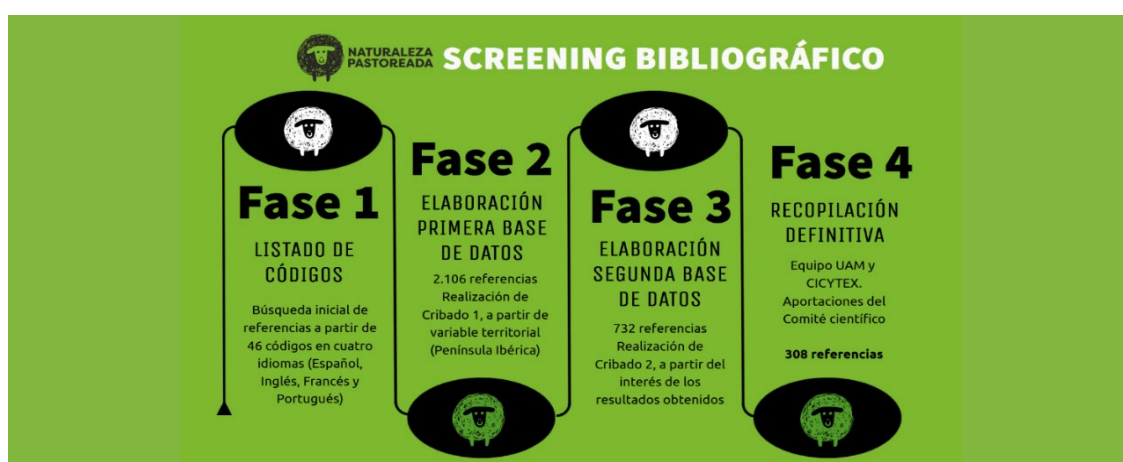 NATURALEZA
PASTOREADA
SCREENING BIBLIOGRÁFICO
Fase 1
LISTADO DE
CÓDIGOS
Búsqueda inicial de
referencias a partir de
46 códigos en cuatro
idiomas (Español,
Inglés, Francés y
Portugués)
Fase 2
ELABORACIÓN
PRIMERA BASE
DE DATOS
2.106 referencias
Realización de
Cribado 1, a partir de
variable territorial
(Península Ibérica)
Fase 3
ELABORACIÓN
SEGUNDA BASE
DE DATOS
732 referencias
Realización de
Cribado 2, a partir del
interés de los
resultados obtenidos
Fase 4
RECOPILACIÓN
DEFINITIVA
Equipo UAM y
CICYTEX.
Aportaciones del
Comité científico
308 referencias